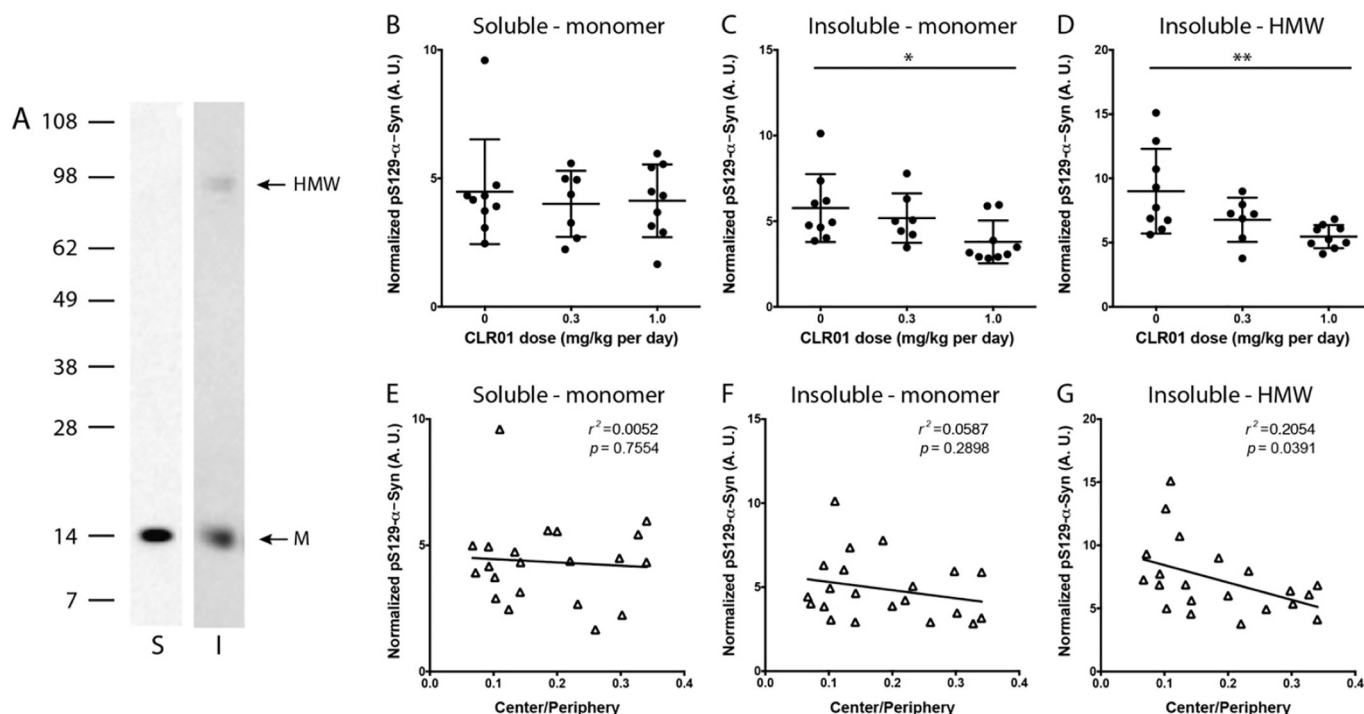 A
108
98
62
49
38
28
14
7
HMW
M
S I
B Soluble - monomer
Normalized pS129-α–Syn (A. U.)
10
5
0
0 0.3 1.0
CLR01 dose (mg/kg per day)
C Insoluble - monomer
*
Normalized pS129-α–Syn (A. U.)
15
10
5
0
0 0.3 1.0
CLR01 dose (mg/kg per day)
D Insoluble - HMW
**
Normalized pS129-α–Syn (A. U.)
20
15
10
5
0
0 0.3 1.0
CLR01 dose (mg/kg per day)
E Soluble - monomer
r²=0.0052
p = 0.7554
Normalized pS129-α–Syn (A. U.)
10
5
0
0.0 0.1 0.2 0.3 0.4
Center/Periphery
F Insoluble - monomer
r²=0.0587
p = 0.2898
Normalized pS129-α-Syn (A. U.)
15
10
5
0
0.0 0.1 0.2 0.3 0.4
Center/Periphery
G Insoluble - HMW
r²=0.2054
p = 0.0391
Normalized pS129-α-Syn (A. U.)
20
15
10
5
0
0.0 0.1 0.2 0.3 0.4
Center/Periphery